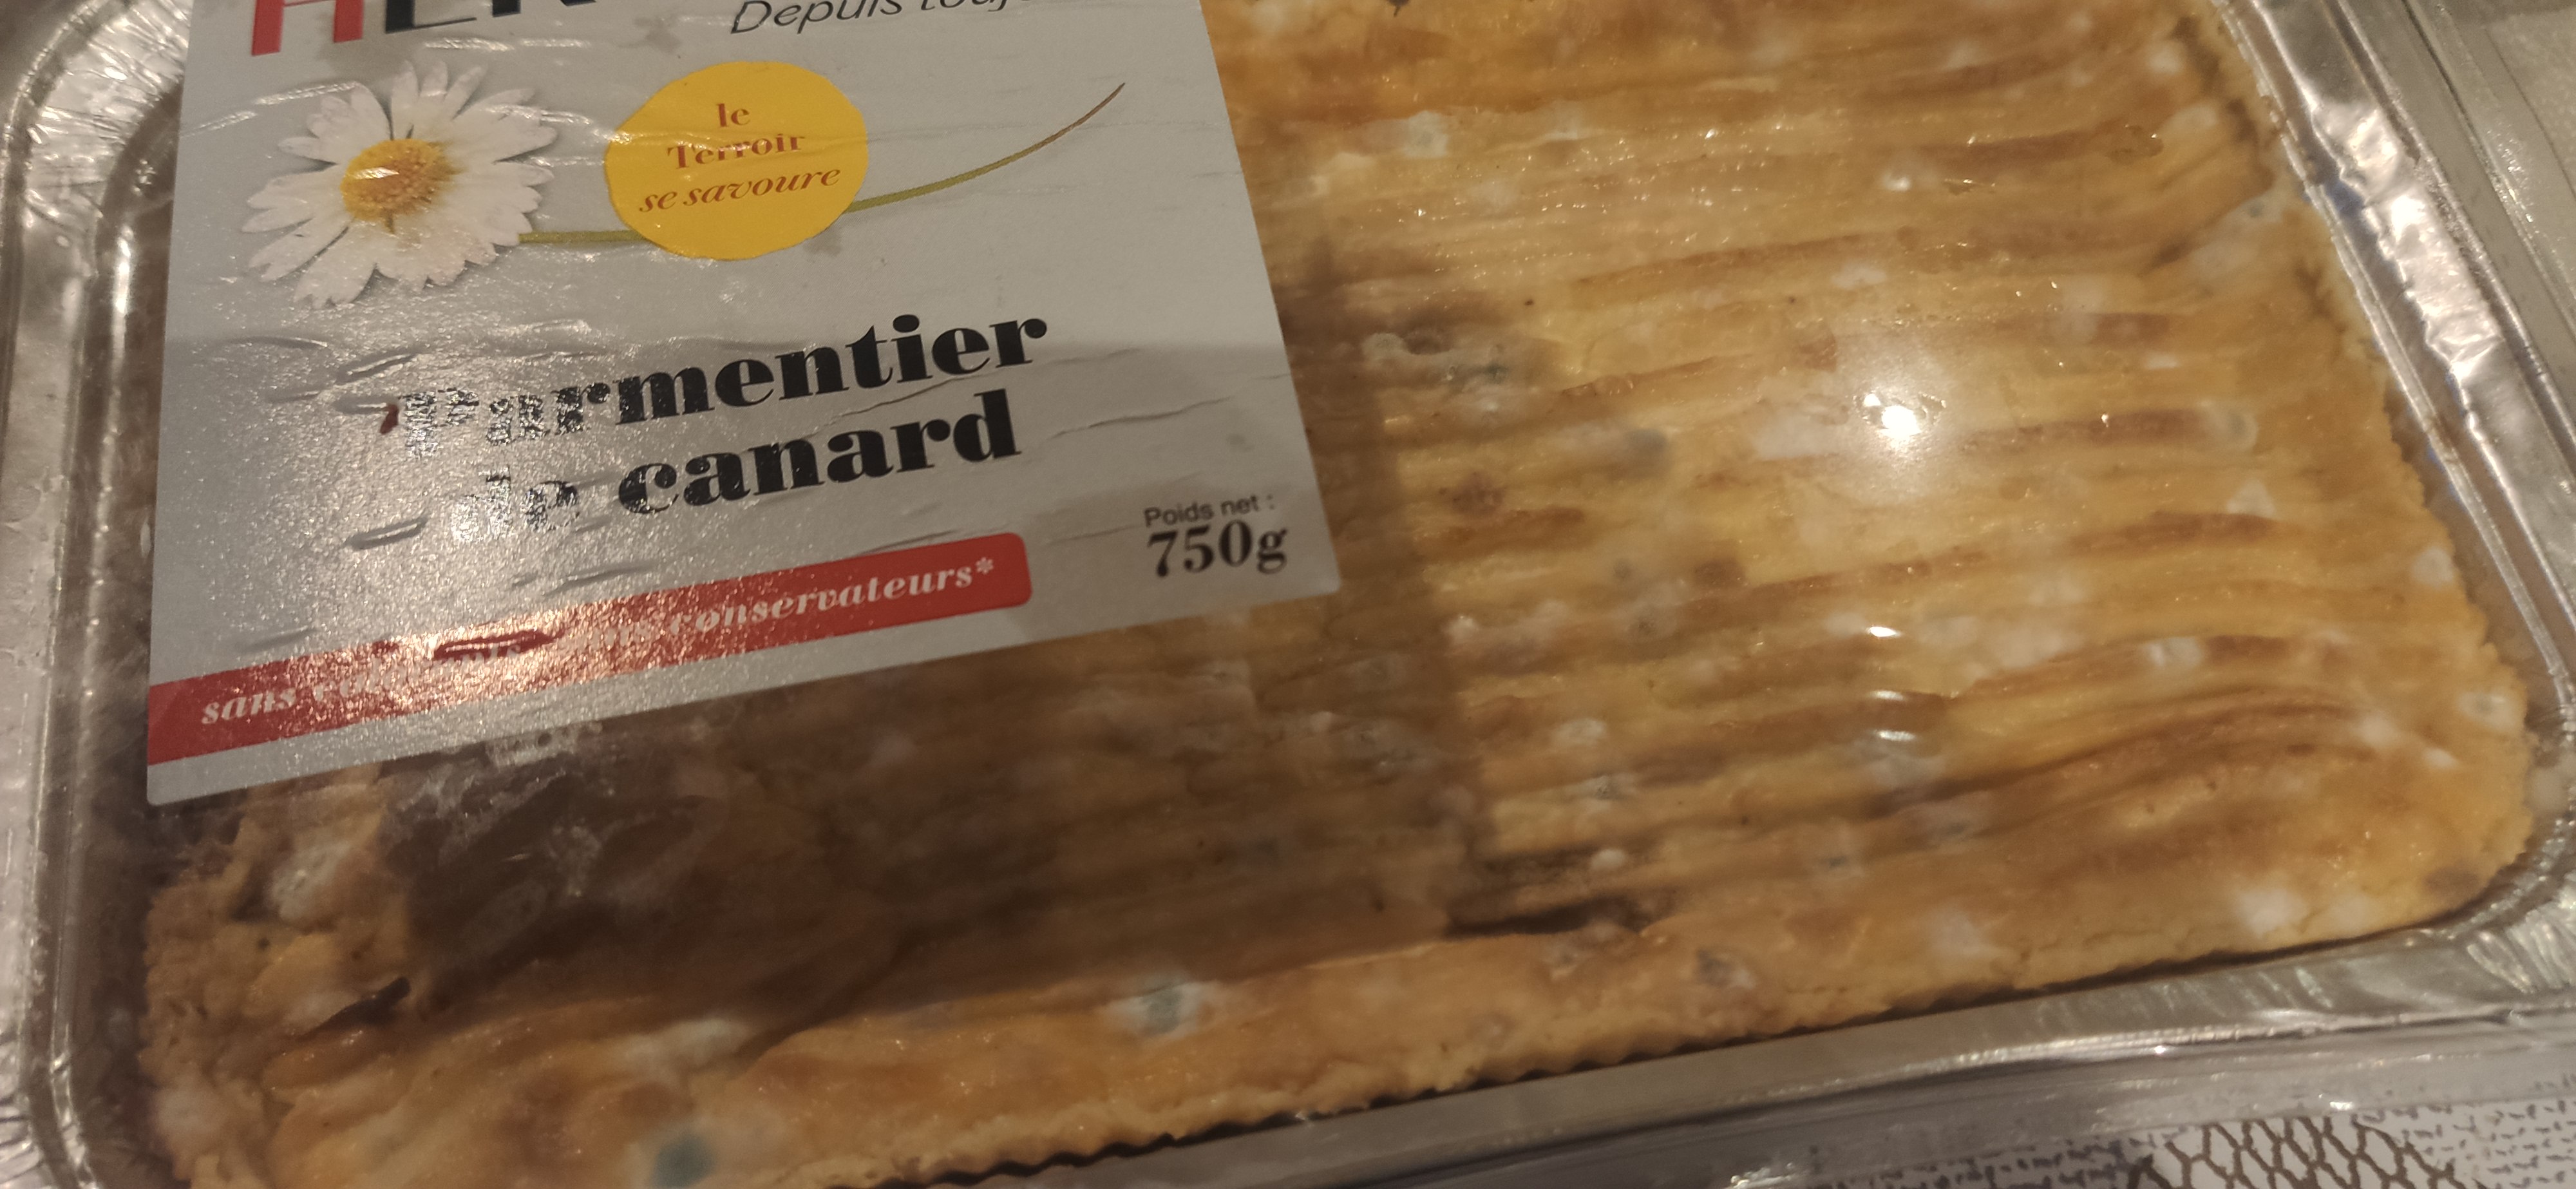 Depuis
le
Terroir
se savoure
Parmentier
de canard
Poids net :
750g
sans conservateurs*